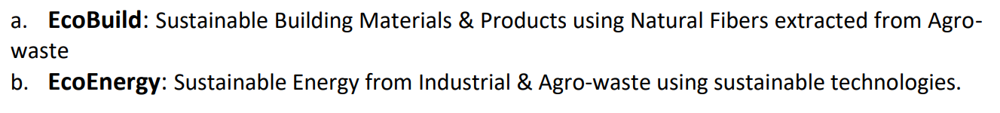 a. EcoBuild: Sustainable Building Materials & Products using Natural Fibers extracted from Agro-
waste
b. EcoEnergy: Sustainable Energy from Industrial & Agro-waste using sustainable technologies.